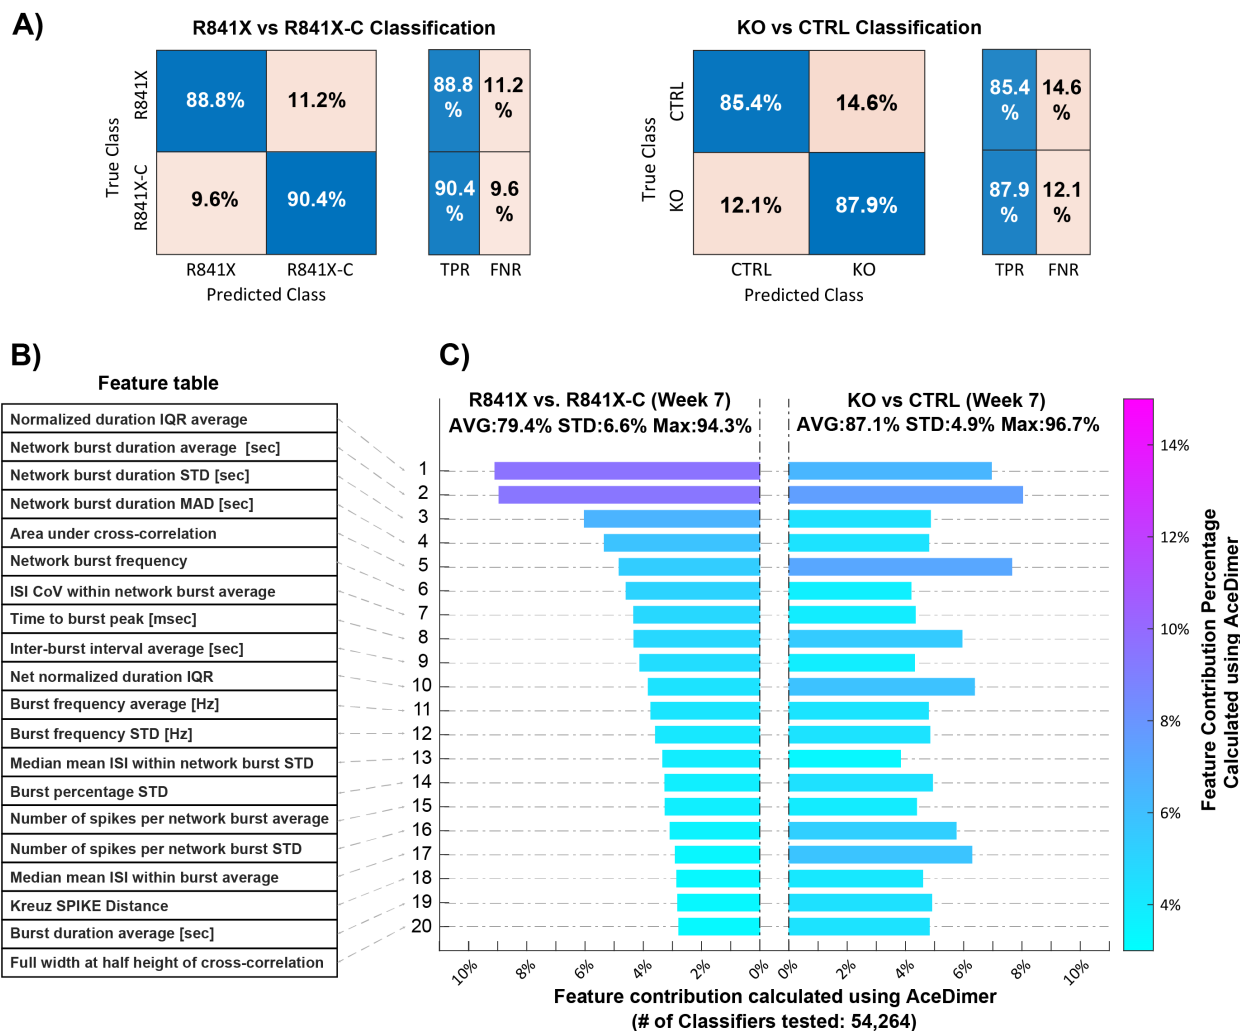 A)
R841X vs R841X-C Classification
True Class
R841X
R841X-C
88.8% 11.2%
9.6% 90.4%
R841X R841X-C
Predicted Class
88.8 11.2
% %
90.4 9.6
% %
TPR FNR
KO vs CTRL Classification
True Class
CTRL
KO
85.4% 14.6%
12.1% 87.9%
CTRL KO
Predicted Class
85.4 14.6
% %
87.9 12.1
% %
TPR FNR
B)
Feature table
Normalized duration IQR average
Network burst duration average [sec]
Network burst duration STD [sec]
Network burst duration MAD [sec]
Area under cross-correlation
Network burst frequency
ISI CoV within network burst average
Time to burst peak [msec]
Inter-burst interval average [sec]
Net normalized duration IQR
Burst frequency average [Hz]
Burst frequency STD [Hz]
Median mean ISI within network burst STD
Burst percentage STD
Number of spikes per network burst average
Number of spikes per network burst STD
Median mean ISI within burst average
Kreuz SPIKE Distance
Burst duration average [sec]
Full width at half height of cross-correlation
C)
R841X vs. R841X-C (Week 7)
AVG:79.4% STD:6.6% Max:94.3%
KO vs CTRL (Week 7)
AVG:87.1% STD:4.9% Max:96.7%
1
2
3
4
5
6
7
8
9
10
11
12
13
14
15
16
17
18
19
20
10% 8% 6% 4% 2% 0% 0% 2% 4% 6% 8% 10%
Feature contribution calculated using AceDimer
(# of Classifiers tested: 54,264)
14%
12%
10%
8%
6%
4%
Feature Contribution Percentage
Calculated using AceDimer